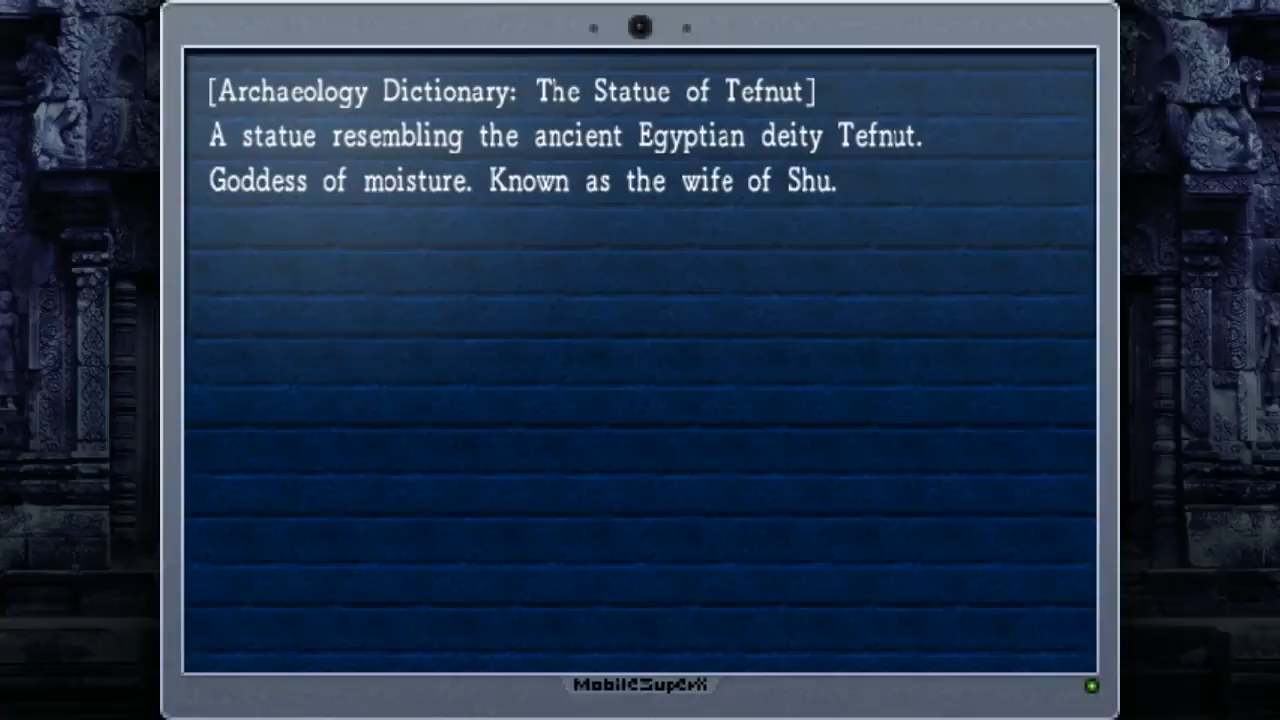 [Archaeology Dictionary: The Statue of Tefnut]
A statue resembling the ancient Egyptian deity Tefnut.
Goddess of moisture. Known as the wife of Shu.
MobileSuperX